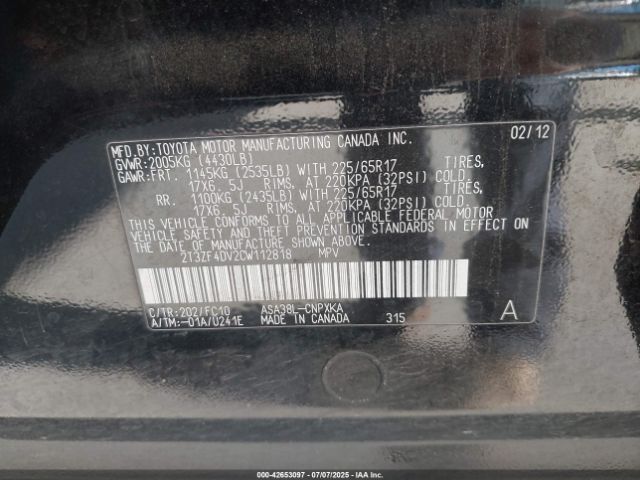 MFD.BY:TOYOTA MOTOR MANUFACTURING CANADA INC. 02/12
GVWR:2005KG (4430LB)
GAWR:FRT. 1145KG (2535LB) WITH 225/65R17 TIRES,
17X6. 5J RIMS, AT 220KPA (32PSI) COLD.
RR. 1100KG (2435LB) WITH 225/65R17 TIRES,
17X6. 5J RIMS, AT 220KPA (32PSI) COLD.
THIS VEHICLE CONFORMS TO ALL APPLICABLE FEDERAL MOTOR
VEHICLE SAFETY AND THEFT PREVENTION STANDARDS IN EFFECT ON
THE DATE OF MANUFACTURE SHOWN ABOVE.
2T3ZF4DV2CW112818 MPV
C/TR:202/FC10 ASA38L-CNPXKA
A/TM:-01A/U241E MADE IN CANADA 315 A
000-42653097 07/07/2025 IAAI.CA